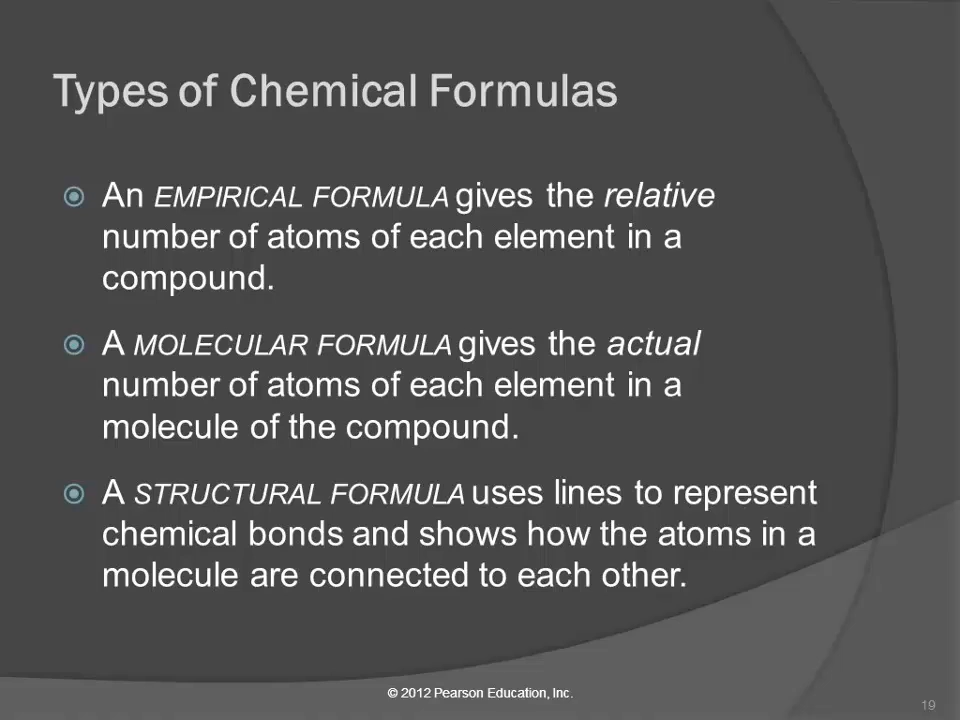 Types of Chemical Formulas
An EMPIRICAL FORMULA gives the relative
number of atoms of each element in a
compound.
A MOLECULAR FORMULA gives the actual
number of atoms of each element in a
molecule of the compound.
A STRUCTURAL FORMULA uses lines to represent
chemical bonds and shows how the atoms in a
molecule are connected to each other.
© 2012 Pearson Education, Inc.
19